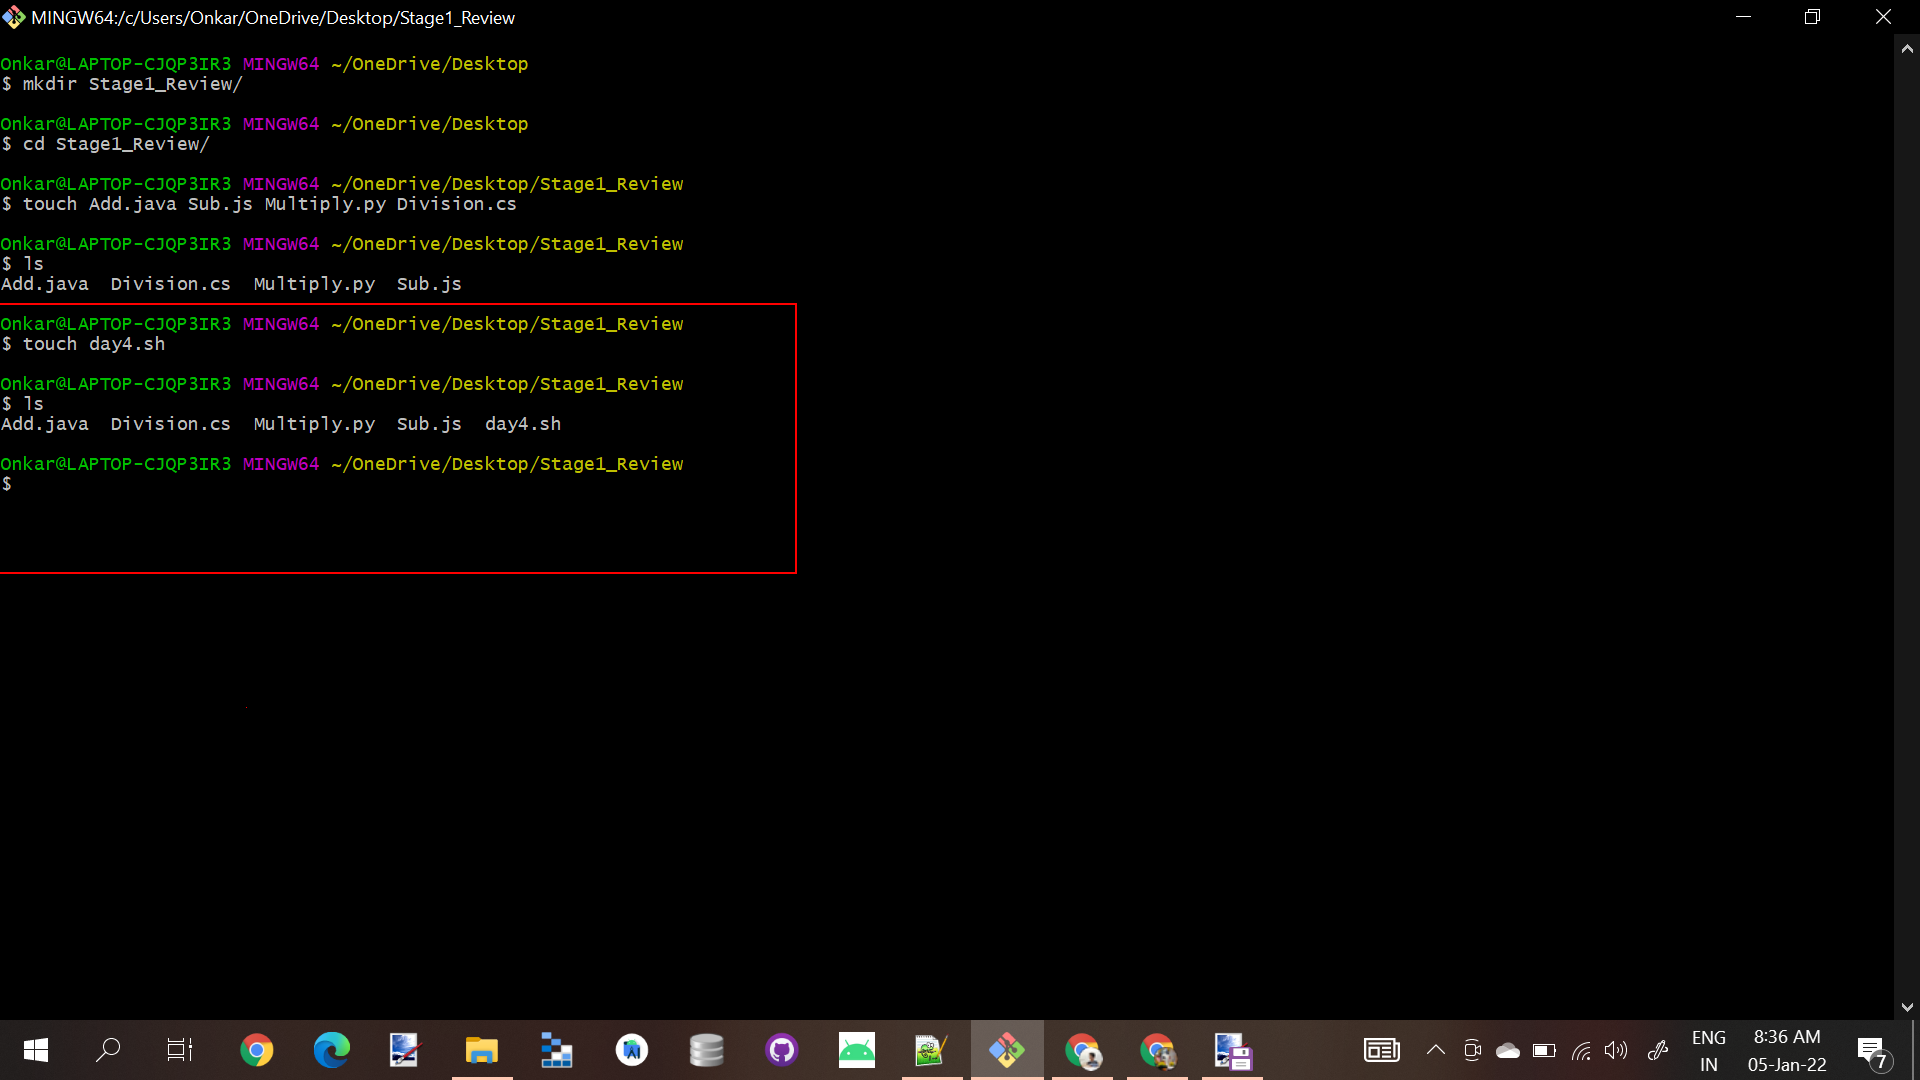 MINGW64:/c/Users/Onkar/OneDrive/Desktop/Stage1_Review
Onkar@LAPTOP-CJQP3IR3 MINGW64 ~/OneDrive/Desktop
$ mkdir Stage1_Review/
Onkar@LAPTOP-CJQP3IR3 MINGW64 ~/OneDrive/Desktop
$ cd Stage1_Review/
Onkar@LAPTOP-CJQP3IR3 MINGW64 ~/OneDrive/Desktop/Stage1_Review
$ touch Add.java Sub.js Multiply.py Division.cs
Onkar@LAPTOP-CJQP3IR3 MINGW64 ~/OneDrive/Desktop/Stage1_Review
$ ls
Add.java  Division.cs  Multiply.py  Sub.js
Onkar@LAPTOP-CJQP3IR3 MINGW64 ~/OneDrive/Desktop/Stage1_Review
$ touch day4.sh
Onkar@LAPTOP-CJQP3IR3 MINGW64 ~/OneDrive/Desktop/Stage1_Review
$ ls
Add.java  Division.cs  Multiply.py  Sub.js  day4.sh
Onkar@LAPTOP-CJQP3IR3 MINGW64 ~/OneDrive/Desktop/Stage1_Review
$
ENG 8:36 AM
IN 05-Jan-22 7